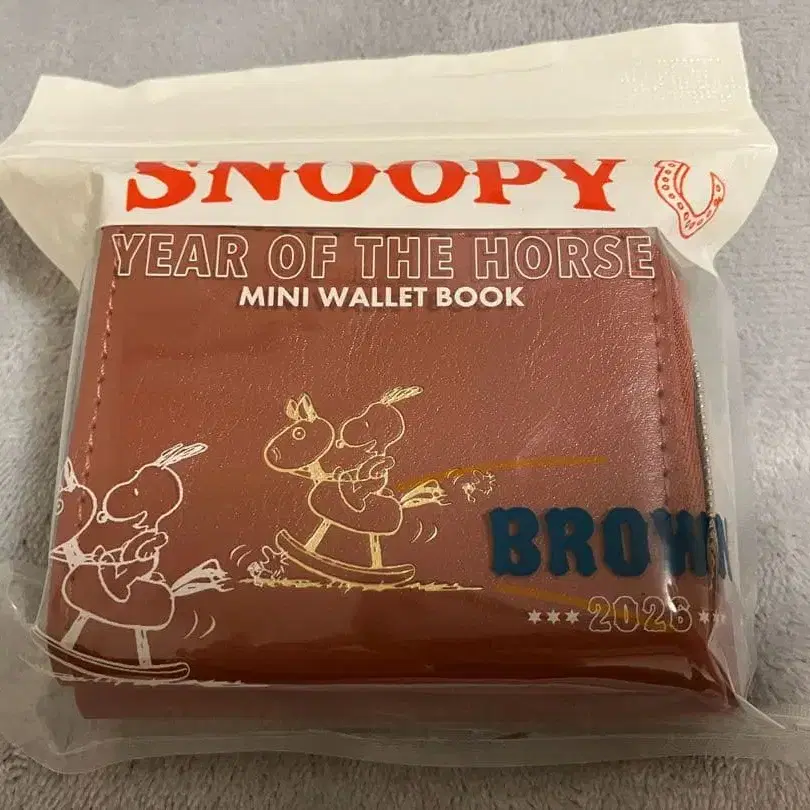 SNOOPY
YEAR OF THE HORSE
MINI WALLET BOOK
BROWN
2026